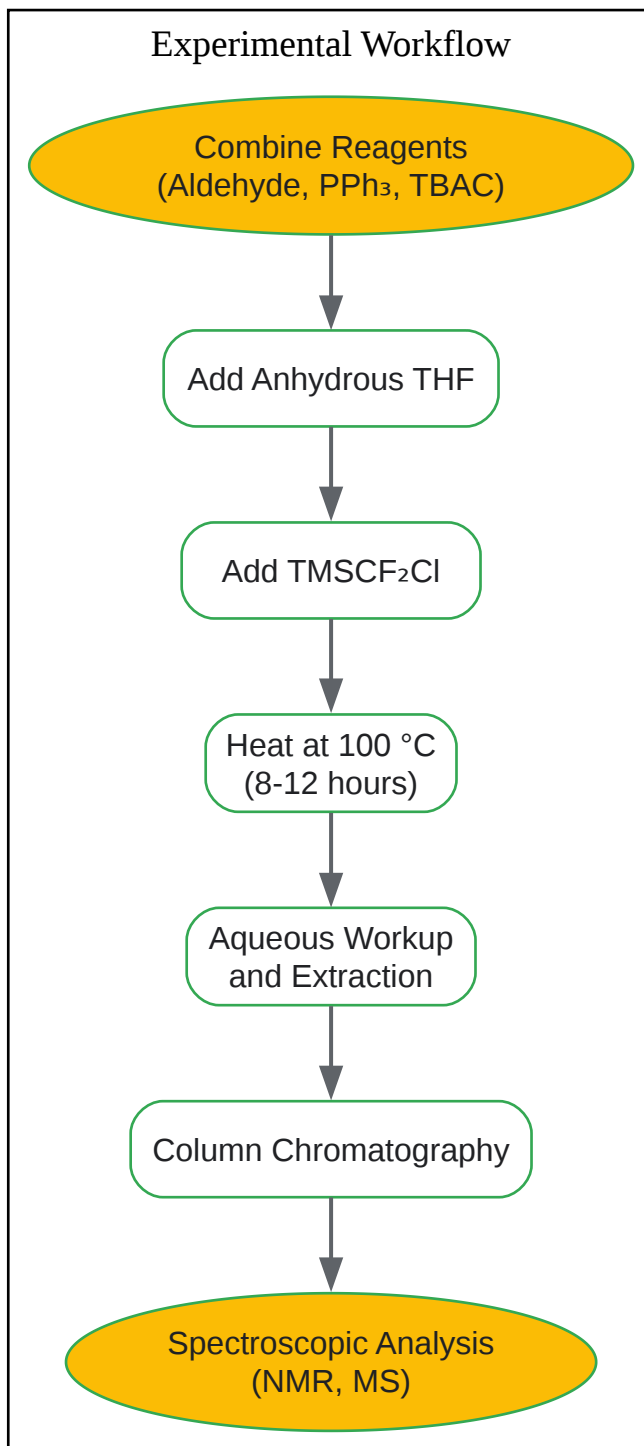 Experimental Workflow
Combine Reagents
(Aldehyde, PPh₃, TBAC)
Add Anhydrous THF
Add TMSCF₂Cl
Heat at 100 °C
(8-12 hours)
Aqueous Workup
and Extraction
Column Chromatography
Spectroscopic Analysis
(NMR, MS)